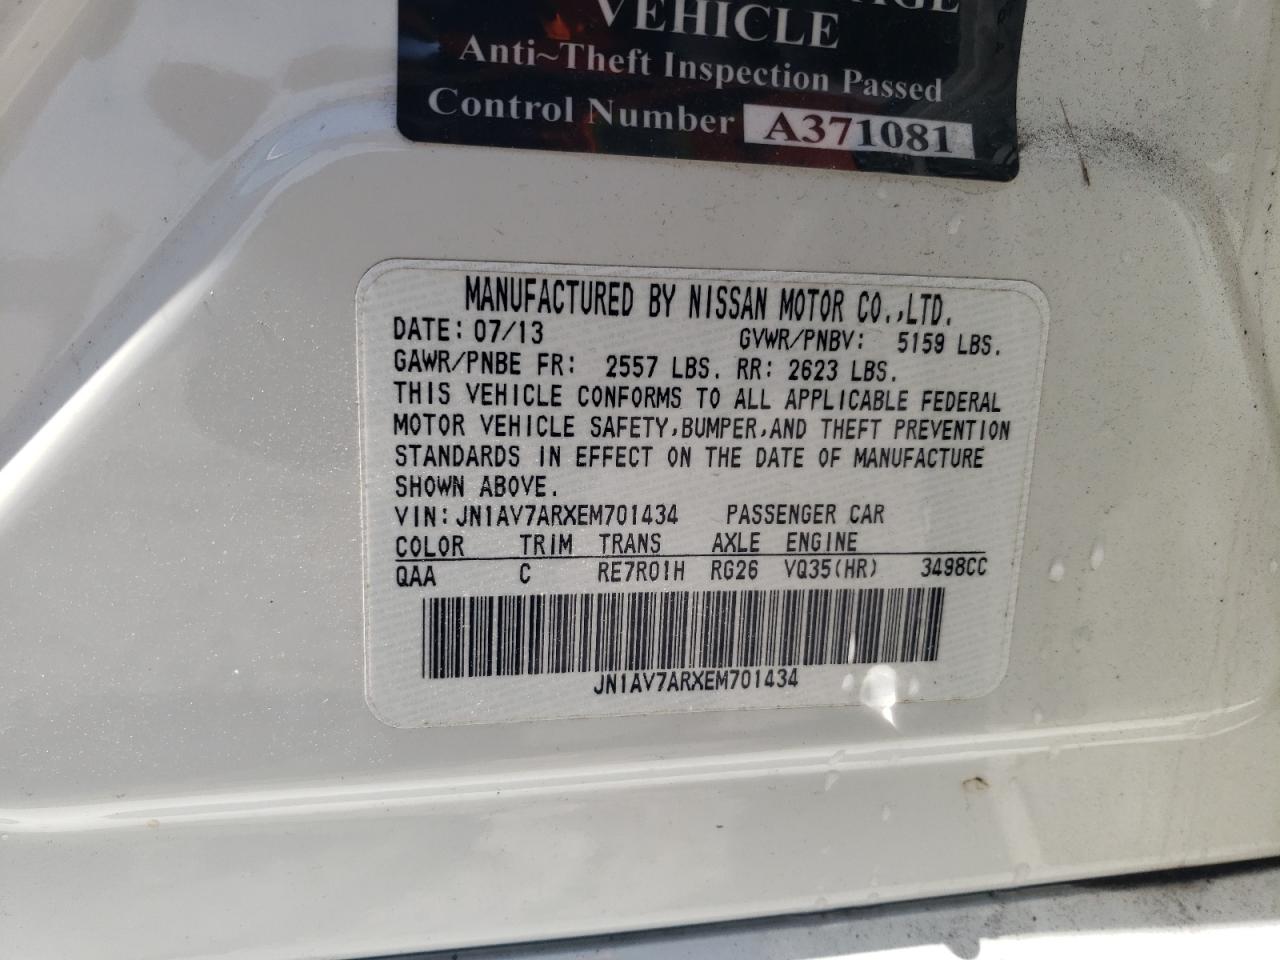 VEHICLE
Anti~Theft Inspection Passed
Control Number A371081
MANUFACTURED BY NISSAN MOTOR CO.,LTD.
DATE: 07/13 GVWR/PNBV: 5159 LBS.
GAWR/PNBE FR: 2557 LBS. RR: 2623 LBS.
THIS VEHICLE CONFORMS TO ALL APPLICABLE FEDERAL
MOTOR VEHICLE SAFETY,BUMPER,AND THEFT PREVENTION
STANDARDS IN EFFECT ON THE DATE OF MANUFACTURE
SHOWN ABOVE.
VIN: JN1AV7ARXEM701434 PASSENGER CAR
COLOR TRIM TRANS AXLE ENGINE
QAA C RE7R01H RG26 VQ35(HR) 3498CC
JN1AV7ARXEM701434